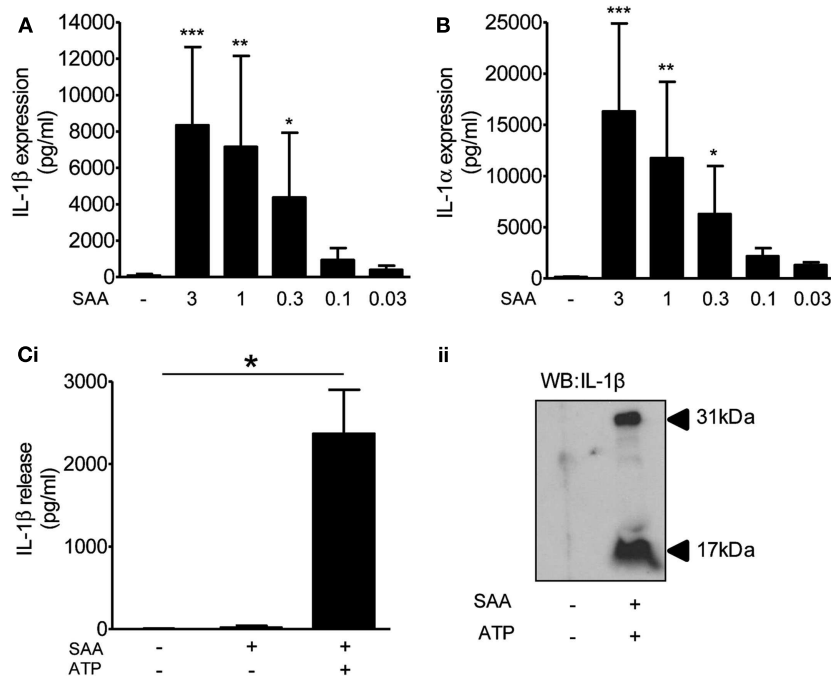 A
IL-1β expression
(pg/ml)
14000
12000
10000
8000
6000
4000
2000
0
***
**
*
SAA - 3 1 0.3 0.1 0.03
B
IL-1α expression
(pg/ml)
25000
20000
15000
10000
5000
0
***
**
*
SAA - 3 1 0.3 0.1 0.03
Ci
IL-1β release
(pg/ml)
3000
2000
1000
0
*
SAA - + +
ATP - - +
ii
WB:IL-1β
31kDa
17kDa
SAA - +
ATP - +